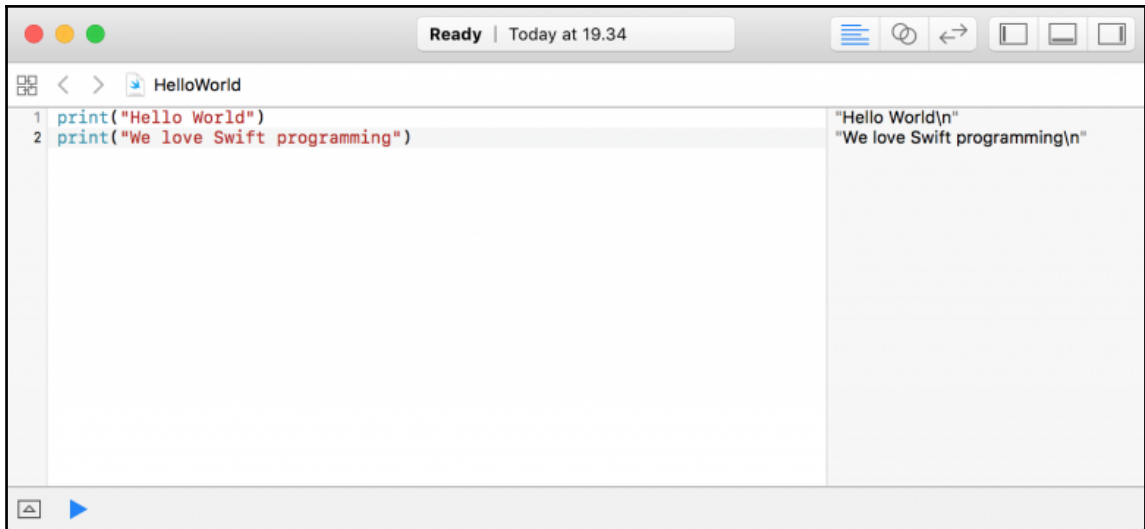 Ready | Today at 19.34
HelloWorld
1 print("Hello World")
2 print("We love Swift programming")
"Hello World\n"
"We love Swift programming\n"